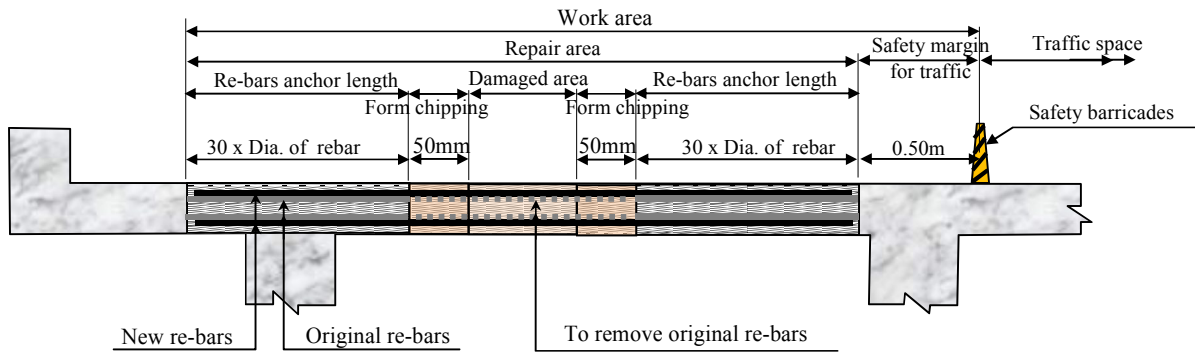 Work area
Repair area
Safety margin
for traffic
Traffic space
Re-bars anchor length
Damaged area
Re-bars anchor length
Form chipping
Form chipping
Safety barricades
30 x Dia. of rebar
50mm
50mm
30 x Dia. of rebar
0.50m
New re-bars
Original re-bars
To remove original re-bars